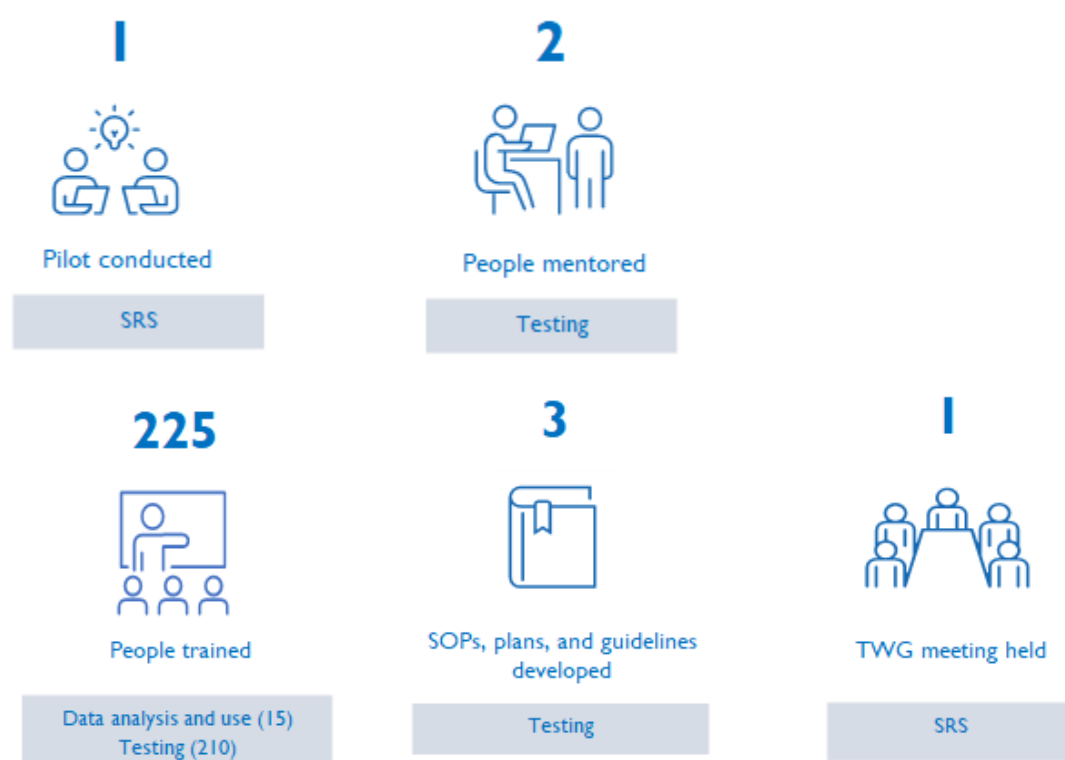 1
2
Pilot conducted
People mentored
SRS
Testing
225
3
1
People trained
SOPs, plans, and guidelines
developed
TWG meeting held
Data analysis and use (15)
Testing (210)
Testing
SRS